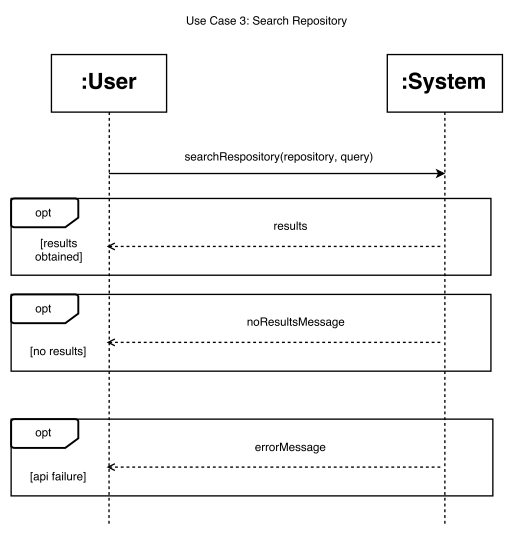 Use Case 3: Search Repository
:User
:System
searchRespository(repository, query)
opt
results
[results
obtained]
opt
noResultsMessage
[no results]
opt
errorMessage
[api failure]